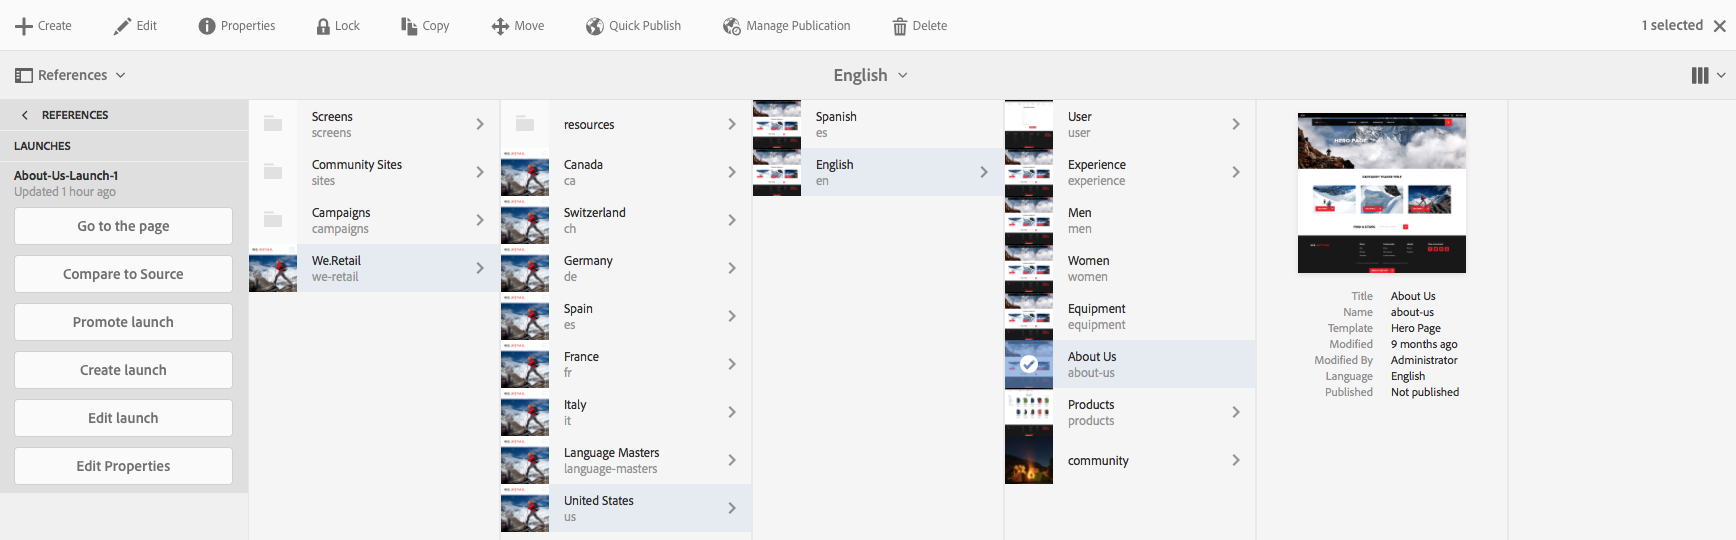 Create Edit Properties Lock Copy Move Quick Publish Manage Publication Delete 1 selected
References English
REFERENCES
LAUNCHES
About-Us-Launch-1
Updated 1 hour ago
Go to the page
Compare to Source
Promote launch
Create launch
Edit launch
Edit Properties
Screens
screens
Community Sites
sites
Campaigns
campaigns
We.Retail
we-retail
resources
Canada
ca
Switzerland
ch
Germany
de
Spain
es
France
fr
Italy
it
Language Masters
language-masters
United States
us
Spanish
es
English
en
User
user
Experience
experience
Men
men
Women
women
Equipment
equipment
About Us
about-us
Products
products
community
HERO PAGE
Title About Us
Name about-us
Template Hero Page
Modified 9 months ago
Modified By Administrator
Language English
Published Not published